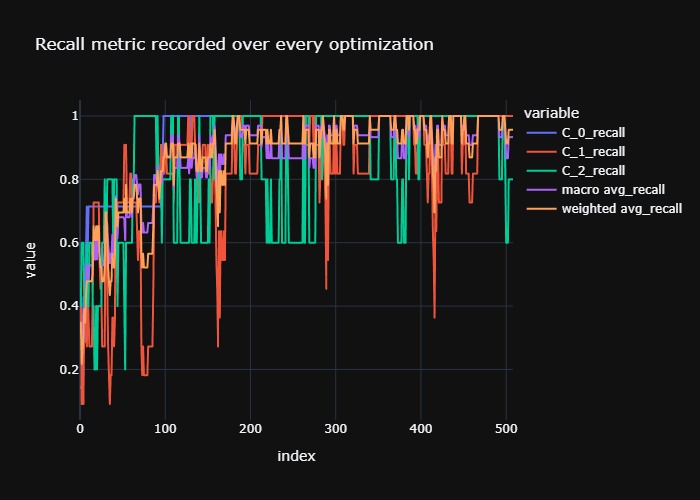 Recall metric recorded over every optimization
variable
C_0_recall
C_1_recall
C_2_recall
macro avg_recall
weighted avg_recall
value
1
0.8
0.6
0.4
0.2
0 100 200 300 400 500
index